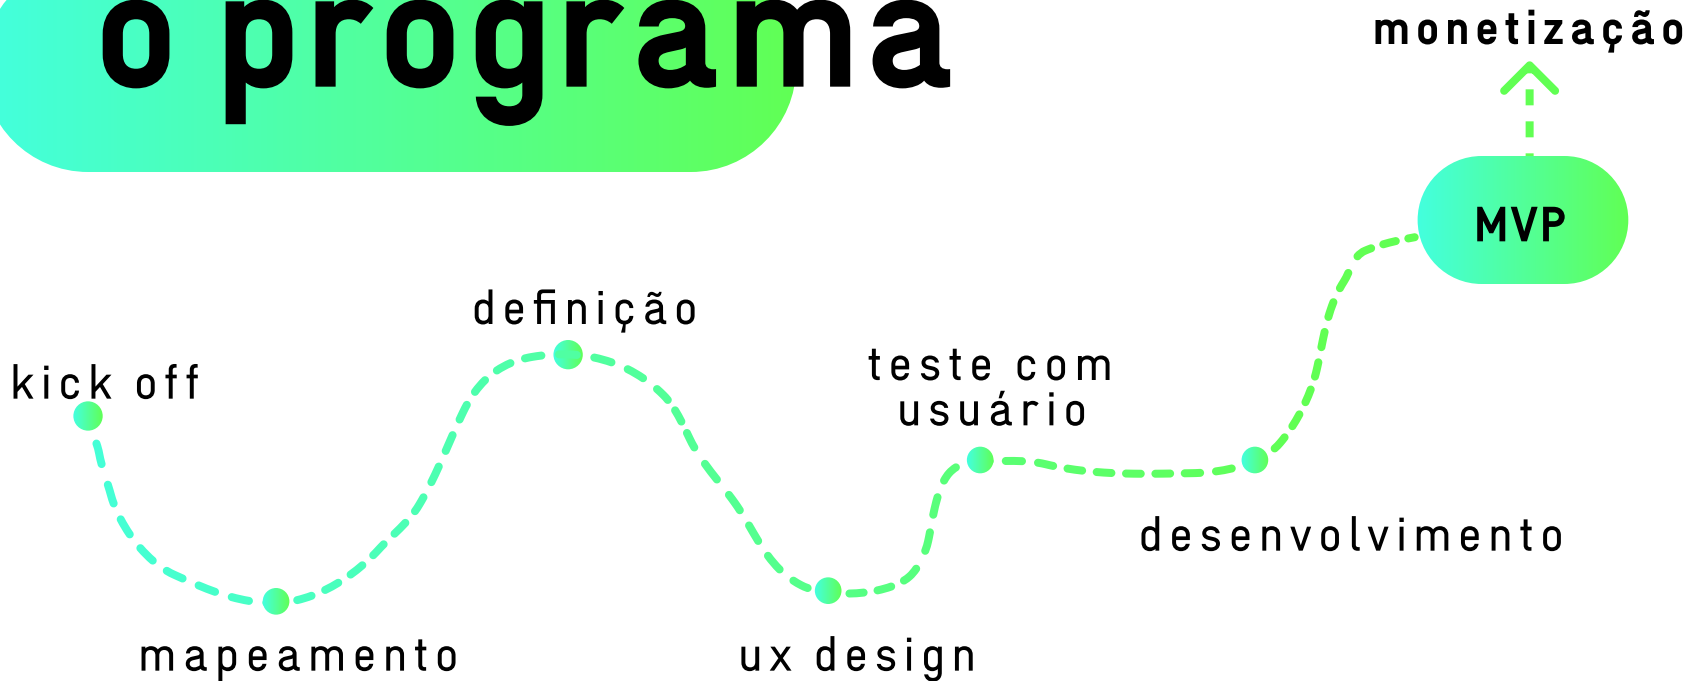 o programa
monetização
MVP
definição
kick off
teste com
usuário
desenvolvimento
mapeamento
ux design